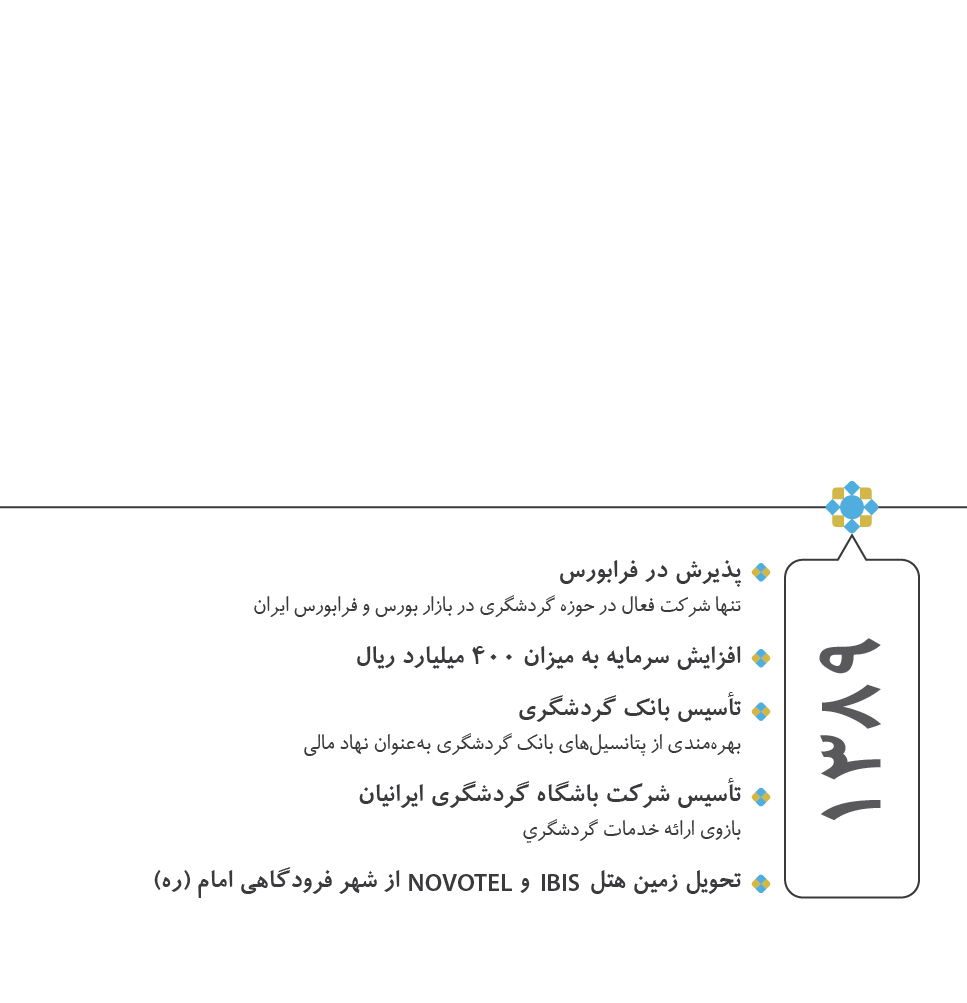 ۱۳۸۹
پذیرش در فرابورس
تنها شرکت فعال در حوزه گردشگری در بازار بورس و فرابورس ایران
افزایش سرمایه به میزان ۴۰۰ میلیارد ریال
تأسیس بانک گردشگری
بهره‌مندی از پتانسیل‌های بانک گردشگری به‌عنوان نهاد مالی
تأسیس شرکت باشگاه گردشگری ایرانیان
بازوی ارائه خدمات گردشگري
تحویل زمین هتل IBIS و NOVOTEL از شهر فرودگاهی امام (ره)